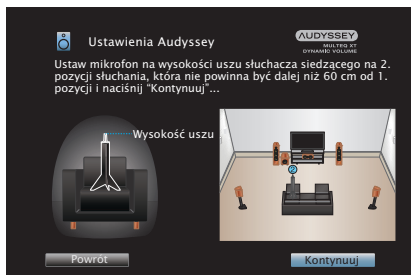 Ustawienia Audyssey
AUDYSSEY
MULTEQ XT
DYNAMIC VOLUME
Ustaw mikrofon na wysokości uszu słuchacza siedzącego na 2.
pozycji słuchania, która nie powinna być dalej niż 60 cm od 1.
pozycji i naciśnij “Kontynuuj”...
Wysokość uszu
2
Powrót
Kontynuuj